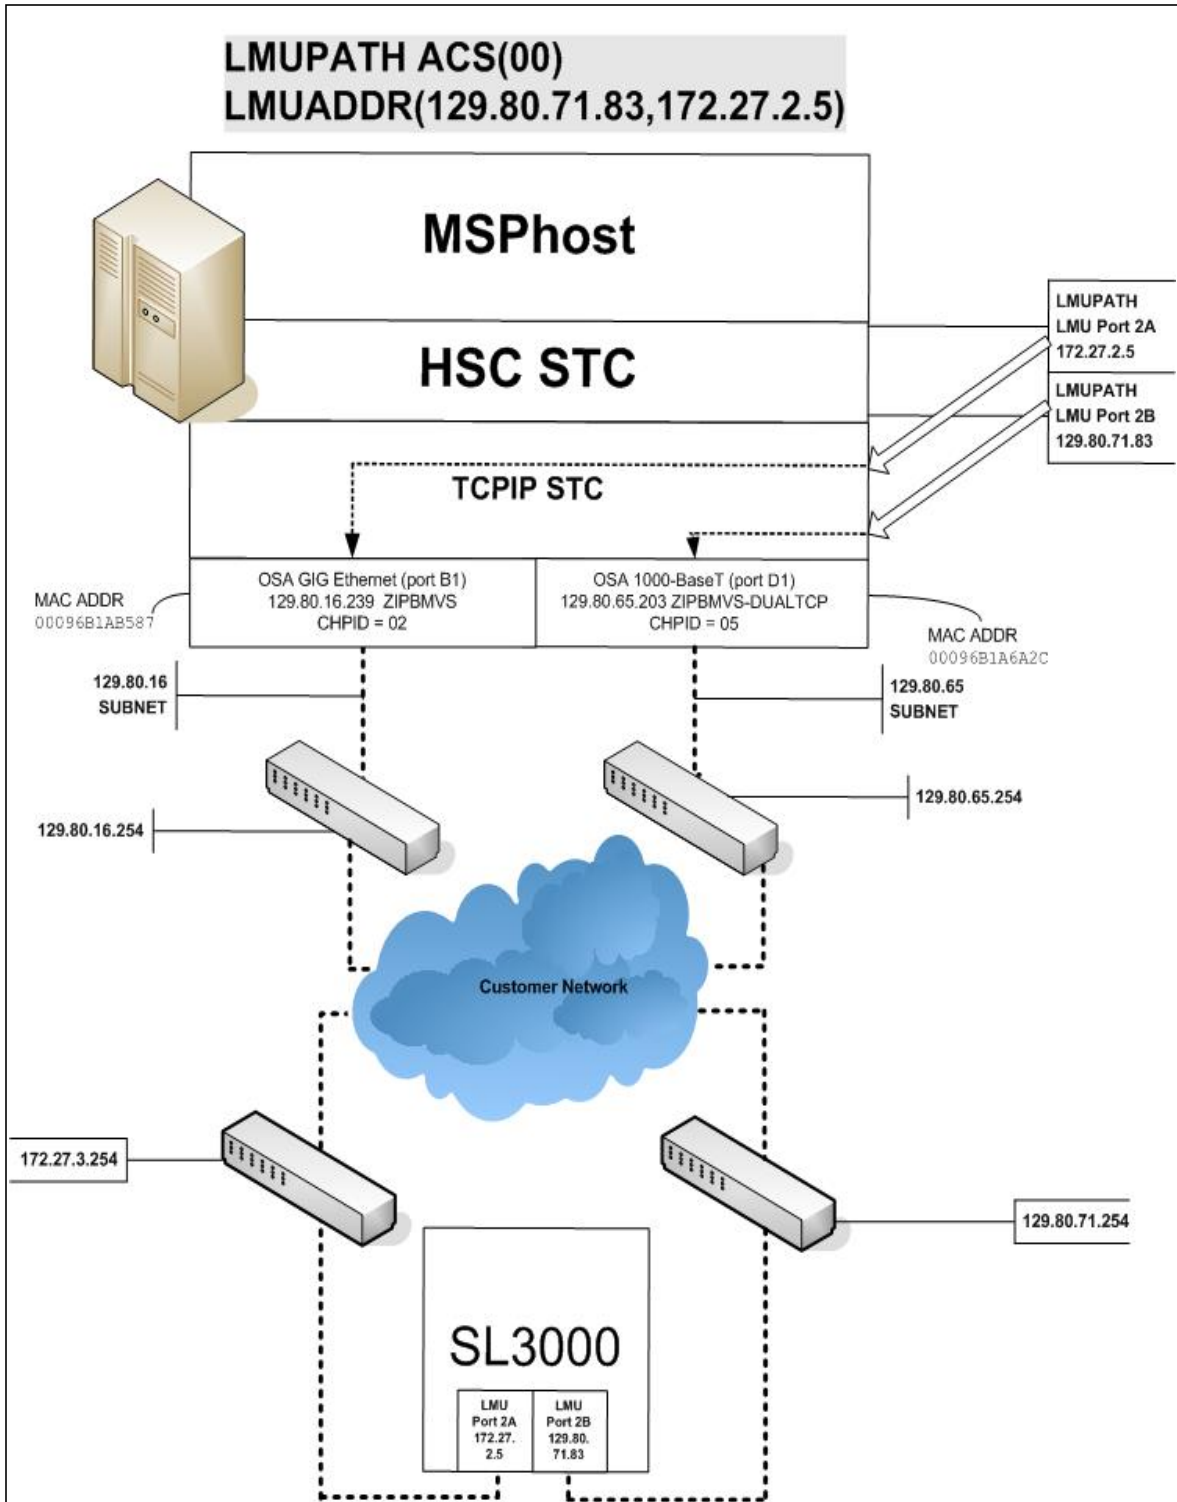 LMUPATH ACS(00)
LMUADDR(129.80.71.83,172.27.2.5)
MSPhost
HSC STC
LMUPATH
LMU Port 2A
172.27.2.5
LMUPATH
LMU Port 2B
129.80.71.83
TCPIP STC
OSA GIG Ethernet (port B1)
129.80.16.239 ZIPBMVS
CHPID = 02
OSA 1000-BaseT (port D1)
129.80.65.203 ZIPBMVS-DUALTCP
CHPID = 05
MAC ADDR
00096B1AB587
MAC ADDR
00096B1A6A2C
129.80.16
SUBNET
129.80.65
SUBNET
129.80.16.254
129.80.65.254
Customer Network
172.27.3.254
129.80.71.254
SL3000
LMU
Port 2A
172.27.
2.5
LMU
Port 2B
129.80.
71.83